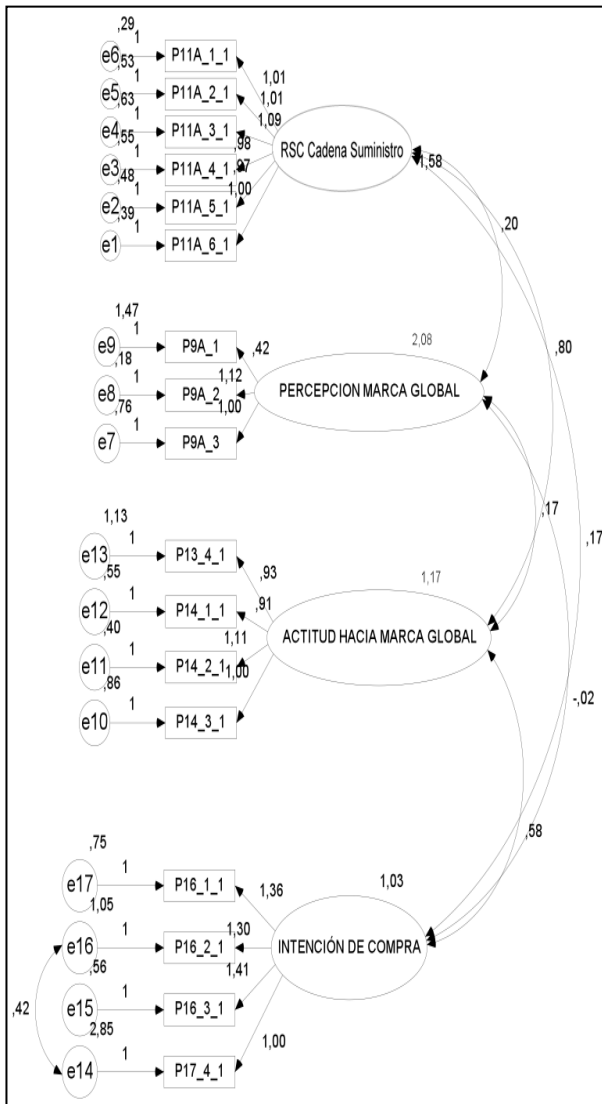 ,29
e6 1 P11A_1_1 1,01
,53
e5 1 P11A_2_1 1,01
,63
e4 1 P11A_3_1 1,09
,55
e3 1 P11A_4_1 ,98
,48
e2 1 P11A_5_1 ,97
,39
e1 1 P11A_6_1 1,00
RSC Cadena Suministro
1,58
,20
1,47
e9 1 P9A_1 ,42
,18
e8 1 P9A_2 1,12
,76
e7 1 P9A_3 1,00
2,08
PERCEPCION MARCA GLOBAL
,80
,17
,17
1,13
e13 1 P13_4_1 ,93
,55
e12 1 P14_1_1 ,91
,40
e11 1 P14_2_1 1,11
,86
e10 1 P14_3_1 1,00
1,17
ACTITUD HACIA MARCA GLOBAL
-,02
,58
,75
e17 1 P16_1_1 1,36
1,05
e16 1 P16_2_1 1,30
,56
e15 1 P16_3_1 1,41
2,85
e14 1 P17_4_1 1,00
1,03
INTENCIÓN DE COMPRA
,42